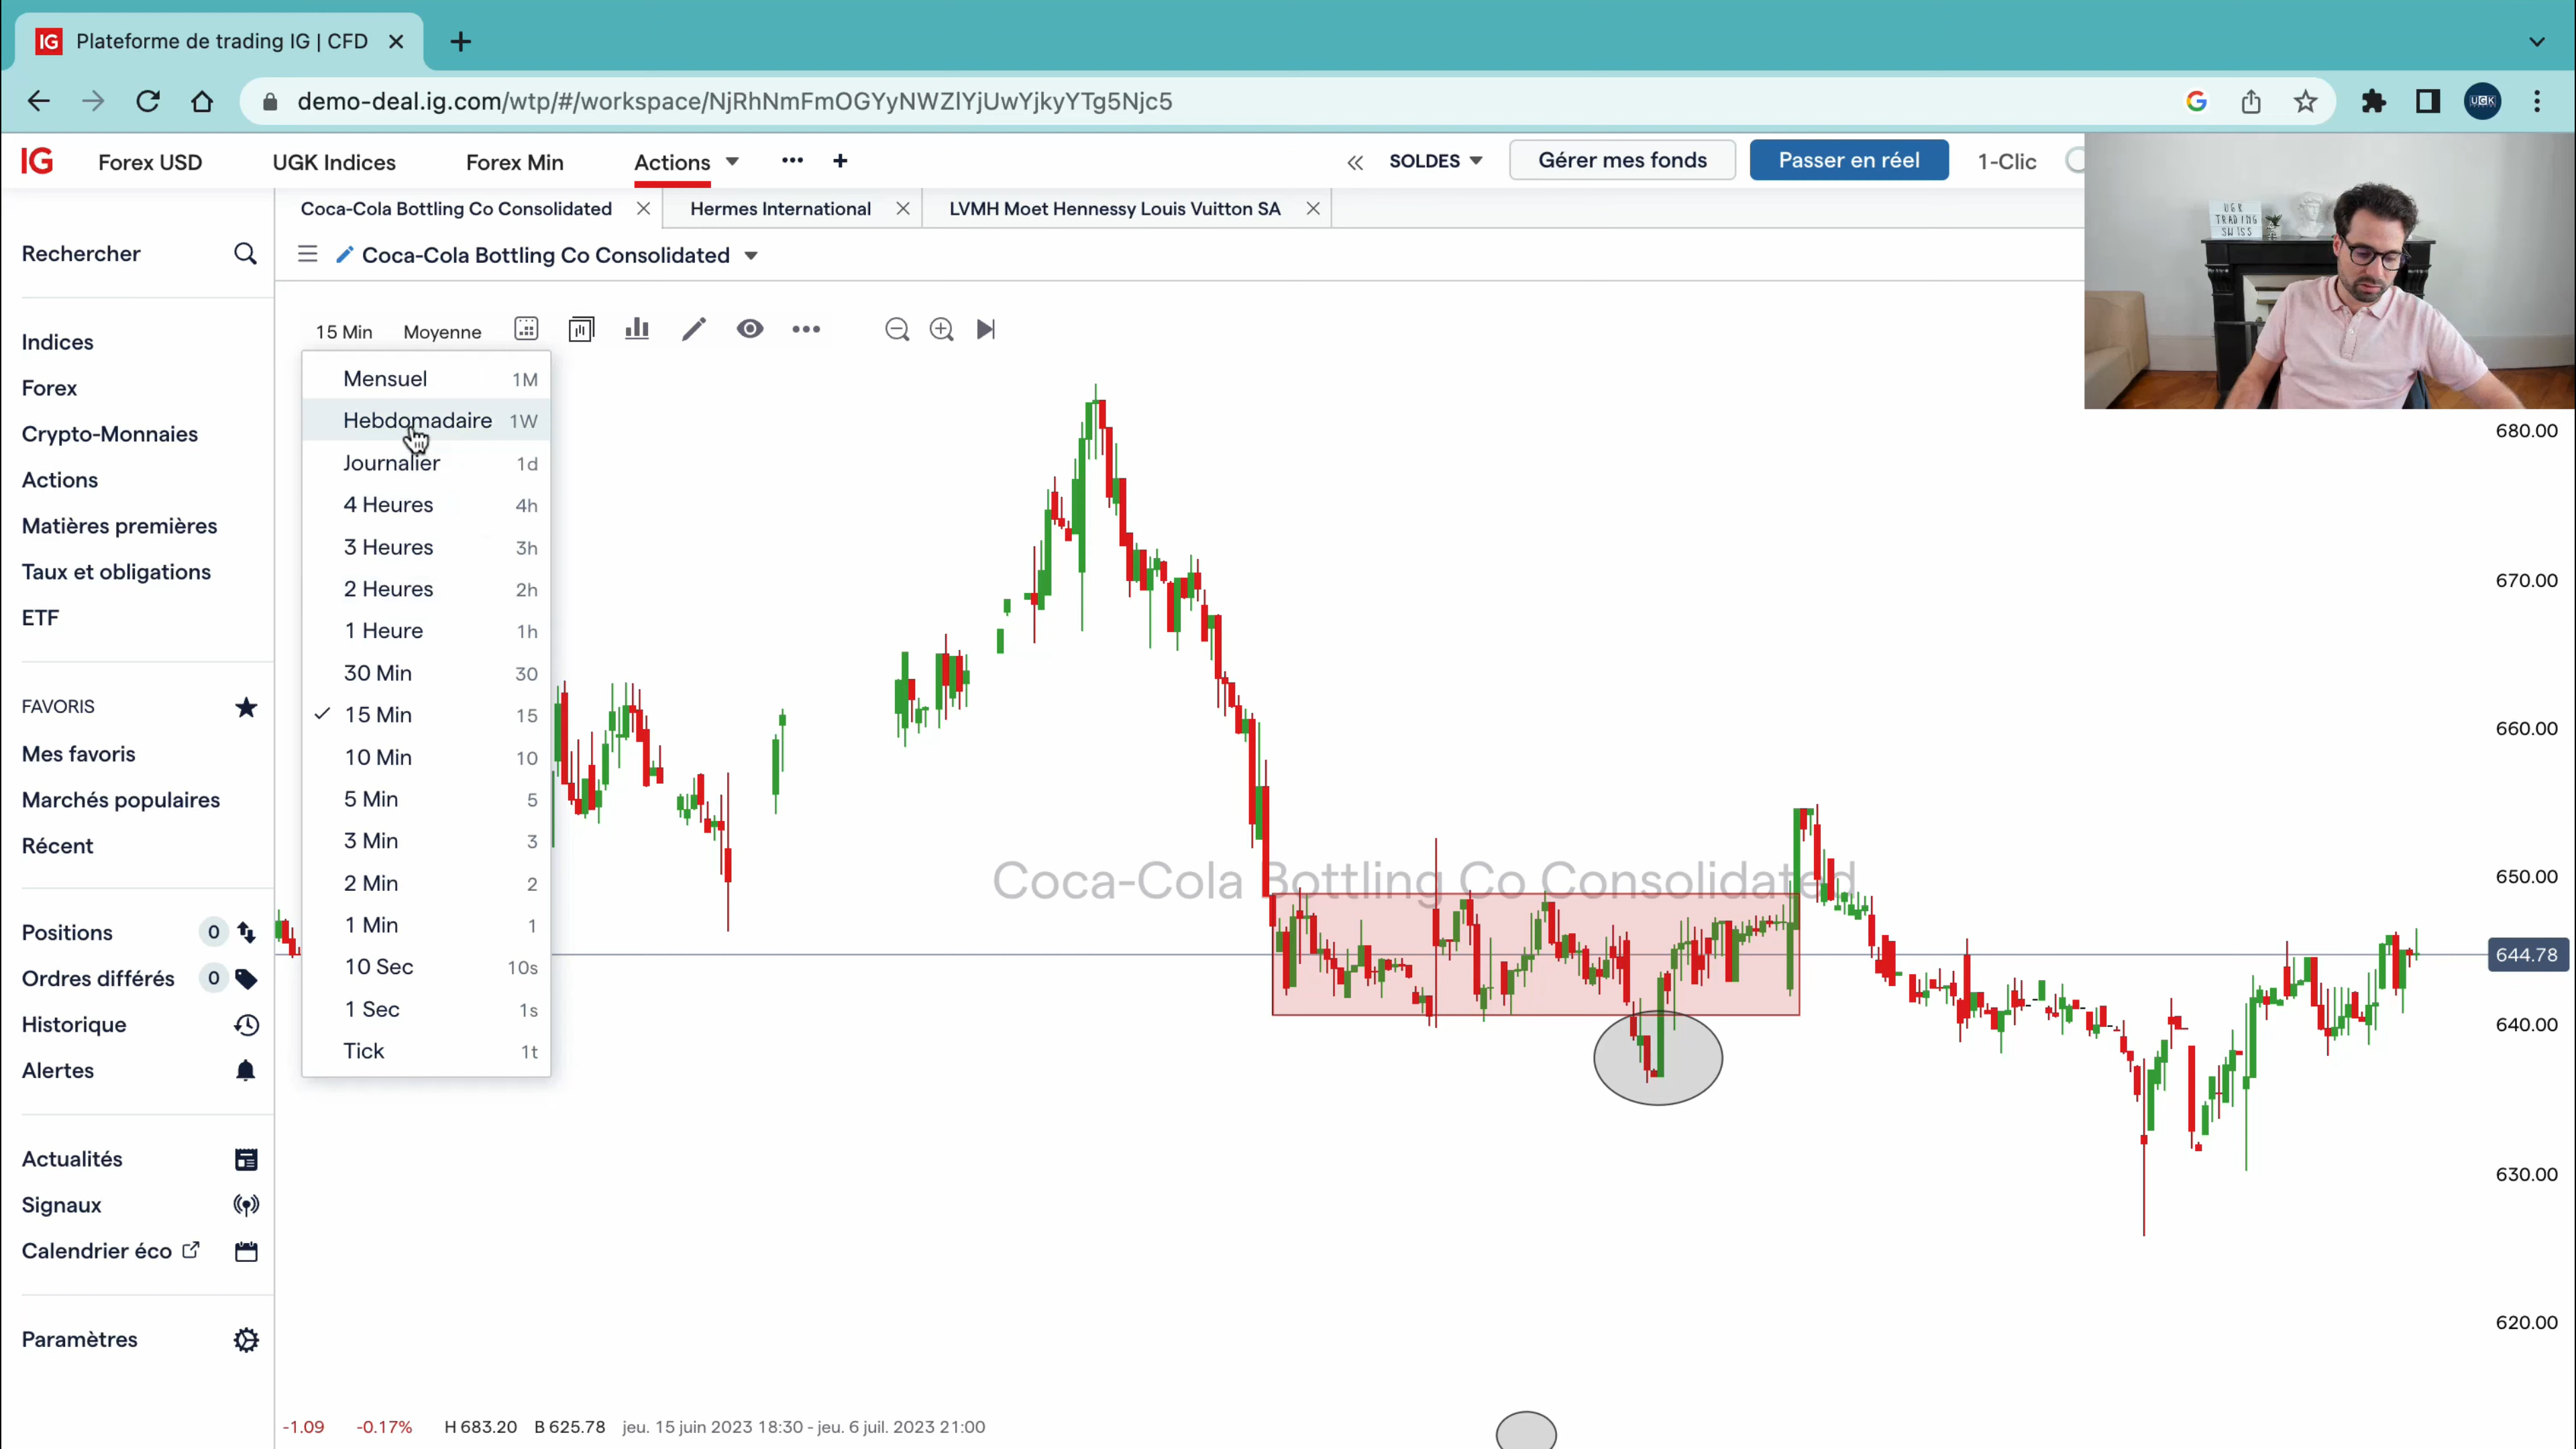 IG Plateforme de trading IG | CFD
demo-deal.ig.com/wtp/#/workspace/NjRhNmFmOGYyNWZlYjUwYjkyYTg5Njc5
UGK
IG Forex USD UGK Indices Forex Min Actions SOLDES Gérer mes fonds Passer en réel 1-Clic
Coca-Cola Bottling Co Consolidated Hermes International LVMH Moet Hennessy Louis Vuitton SA
Coca-Cola Bottling Co Consolidated
UGK
TRADING
SWISS
Rechercher
Indices
Forex
Crypto-Monnaies
Actions
Matières premières
Taux et obligations
ETF
FAVORIS
Mes favoris
Marchés populaires
Récent
Positions 0
Ordres différés 0
Historique
Alertes
Actualités
Signaux
Calendrier éco
Paramètres
15 Min Moyenne
Mensuel 1M
Hebdomadaire 1W
Journalier 1d
4 Heures 4h
3 Heures 3h
2 Heures 2h
1 Heure 1h
30 Min 30
15 Min 15
10 Min 10
5 Min 5
3 Min 3
2 Min 2
1 Min 1
10 Sec 10s
1 Sec 1s
Tick 1t
Coca-Cola Bottling Co Consolidated
680.00
670.00
660.00
650.00
644.78
640.00
630.00
620.00
-1.09 -0.17% H 683.20 B 625.78 jeu. 15 juin 2023 18:30 - jeu. 6 juil. 2023 21:00